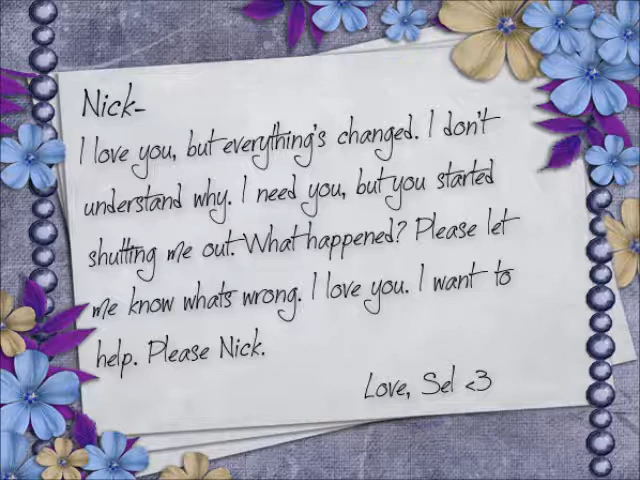 Nick-
I love you, but everything's changed. I don't
understand why. I need you, but you started
shutting me out. What happened? Please let
me know whats wrong. I love you. I want to
help. Please Nick.
Love, Sel <3